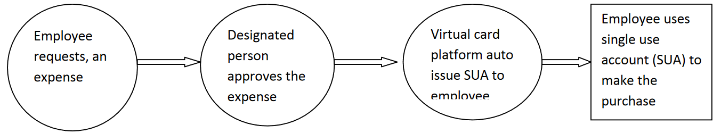 Employee
requests, an
expense
Designated
person
approves the
expense
Virtual card
platform auto
issue SUA to
employee
Employee uses
single use
account (SUA) to
make the
purchase